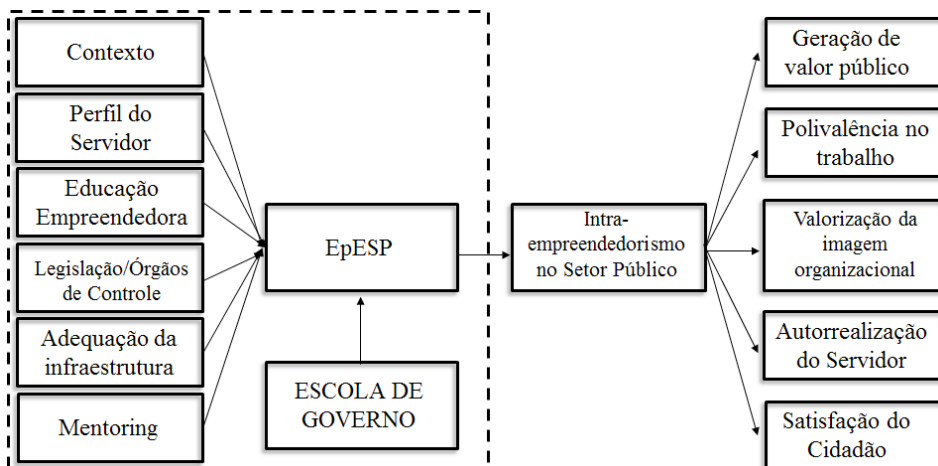 Contexto
Perfil do
Servidor
Educação
Empreendedora
Legislação/Órgãos
de Controle
Adequação da
infraestrutura
Mentoring
EpESP
ESCOLA DE
GOVERNO
Intra-
empreendedorismo
no Setor Público
Geração de
valor público
Polivalência no
trabalho
Valorização da
imagem
organizacional
Autorrealização
do Servidor
Satisfação do
Cidadão